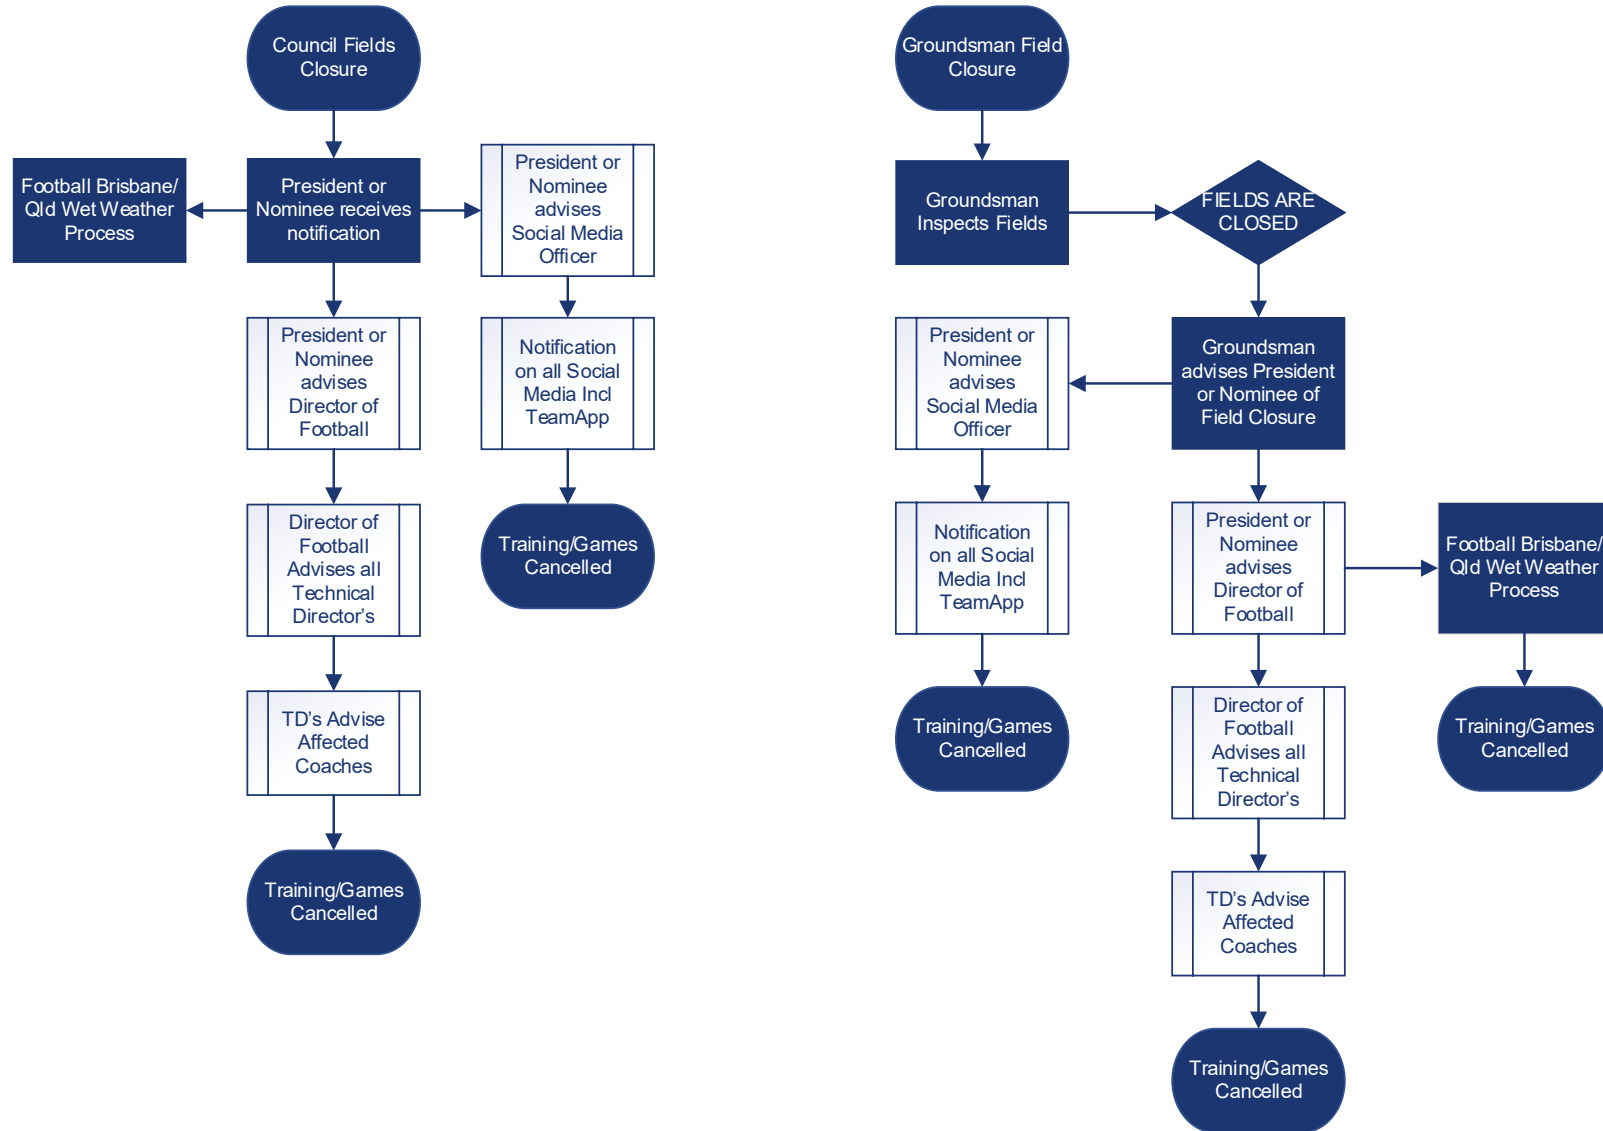 Council Fields
Closure
Football Brisbane/
Qld Wet Weather
Process
President or
Nominee receives
notification
President or
Nominee
advises
Social Media
Officer
President or
Nominee
advises
Director of
Football
Notification
on all Social
Media Incl
TeamApp
Director of
Football
Advises all
Technical
Director's
Training/Games
Cancelled
TD's Advise
Affected
Coaches
Training/Games
Cancelled
Groundsman Field
Closure
Groundsman
Inspects Fields
FIELDS ARE
CLOSED
President or
Nominee
advises
Social Media
Officer
Groundsman
advises President
or Nominee of
Field Closure
Notification
on all Social
Media Incl
TeamApp
President or
Nominee
advises
Director of
Football
Football Brisbane/
Qld Wet Weather
Process
Training/Games
Cancelled
Director of
Football
Advises all
Technical
Director's
Training/Games
Cancelled
TD's Advise
Affected
Coaches
Training/Games
Cancelled